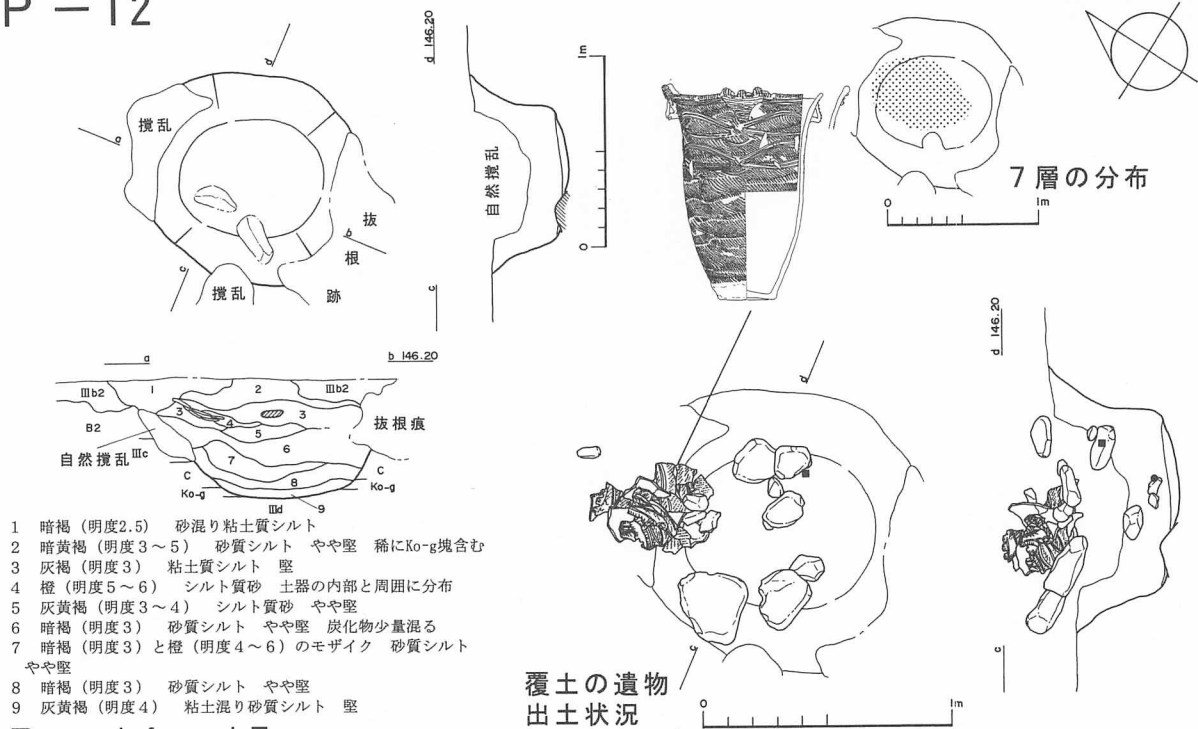 P-12
d
d 146.20
1m
攪乱
a
自然攪乱
7層の分布
抜
b
根
0
1m
c
攪乱
跡
c
0
a
b 146.20
d 146.20
Ⅲb2
1
2
Ⅲb2
d
3
3
抜根痕
B2
4
5
自然攪乱
Ⅲc
6
7
C
8
C
Ko-g
Ko-g
Ⅲd
9
1 暗褐（明度2.5） 砂混り粘土質シルト
2 暗黄褐（明度3～5） 砂質シルト やや堅 稀にKo-g塊含む
3 灰褐（明度3） 粘土質シルト 堅
4 橙（明度5～6） シルト質砂 土器の内部と周囲に分布
5 灰黄褐（明度3～4） シルト質砂 やや堅
6 暗褐（明度3） 砂質シルト やや堅 炭化物少量混る
7 暗褐（明度3）と橙（明度4～6）のモザイク 砂質シルト
やや堅
8 暗褐（明度3） 砂質シルト やや堅
9 灰黄褐（明度4） 粘土混り砂質シルト 堅
c
c
覆土の遺物
出土状況
0
1m